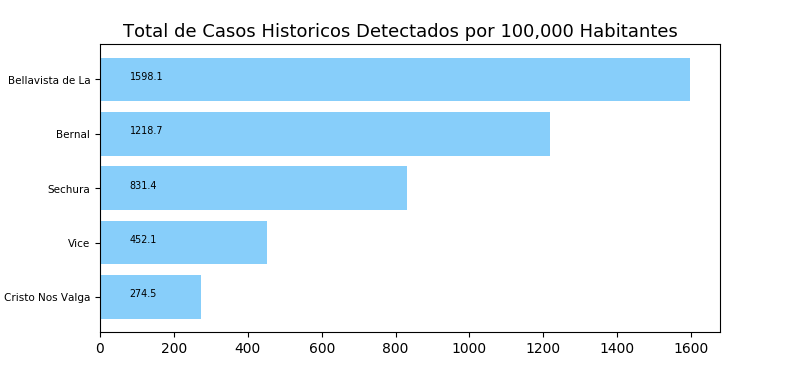 Total de Casos Historicos Detectados por 100,000 Habitantes
Bellavista de La 1598.1
Bernal 1218.7
Sechura 831.4
Vice 452.1
Cristo Nos Valga 274.5
0 200 400 600 800 1000 1200 1400 1600